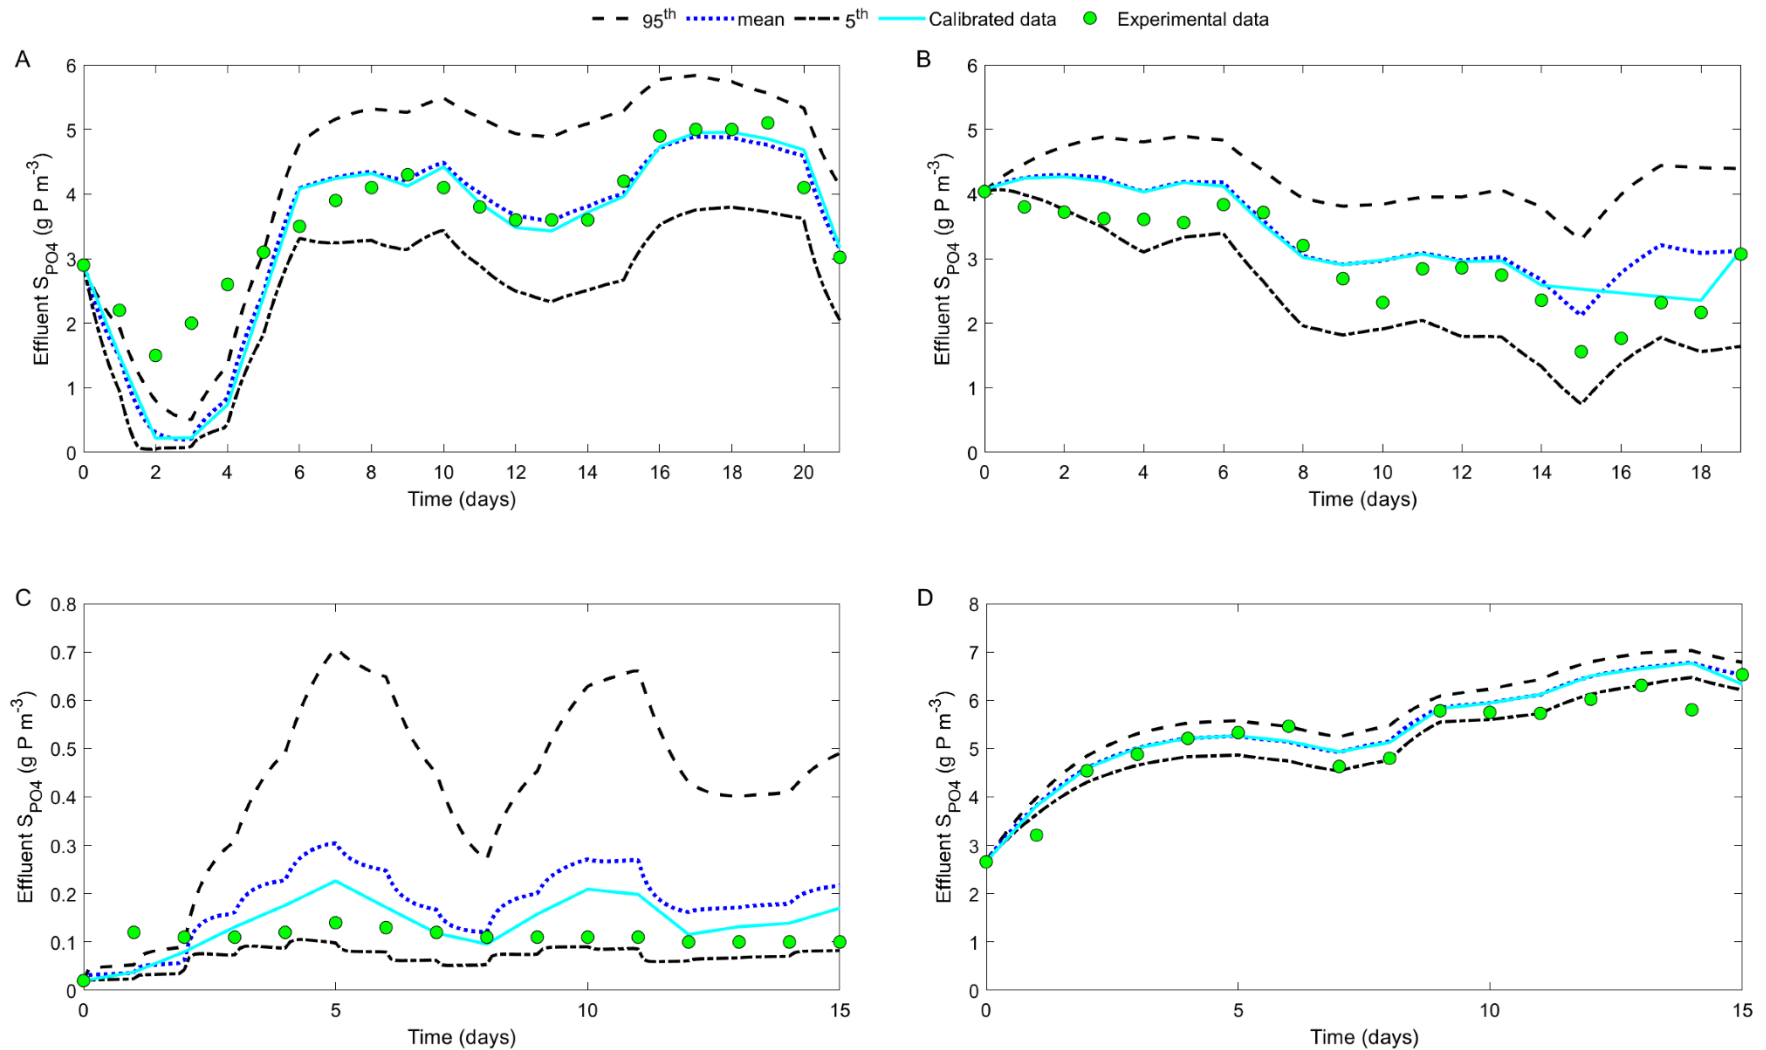 95th mean 5th Calibrated data Experimental data
A
6
5
4
3
2
1
0
Effluent SPO4 (g P m-3)
0 2 4 6 8 10 12 14 16 18 20
Time (days)
B
6
5
4
3
2
1
0
Effluent SPO4 (g P m-3)
0 2 4 6 8 10 12 14 16 18
Time (days)
C
0.8
0.7
0.6
0.5
0.4
0.3
0.2
0.1
0
Effluent SPO4 (g P m-3)
0 5 10 15
Time (days)
D
8
7
6
5
4
3
2
1
0
Effluent SPO4 (g P m-3)
0 5 10 15
Time (days)